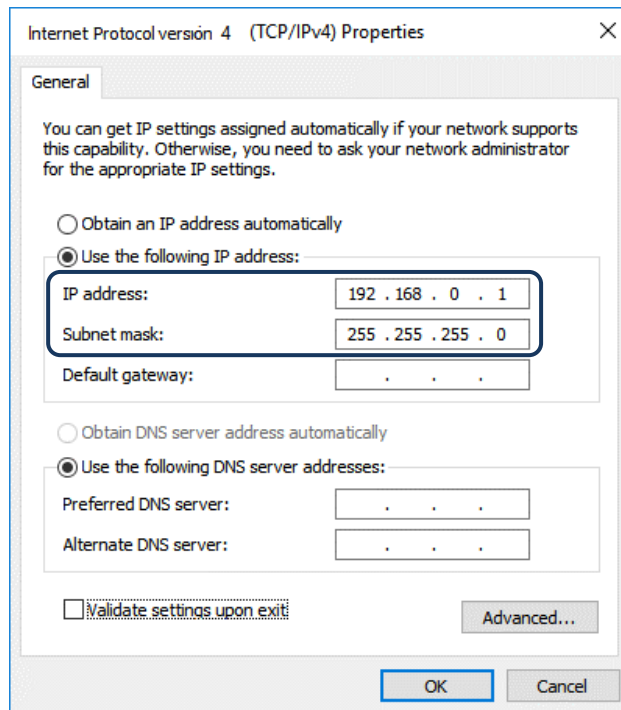 Internet Protocol versión 4 (TCP/IPv4) Properties
General
You can get IP settings assigned automatically if your network supports
this capability. Otherwise, you need to ask your network administrator
for the appropriate IP settings.
Obtain an IP address automatically
Use the following IP address:
IP address: 192 . 168 . 0 . 1
Subnet mask: 255 . 255 . 255 . 0
Default gateway: . . .
Obtain DNS server address automatically
Use the following DNS server addresses:
Preferred DNS server: . . .
Alternate DNS server: . . .
Validate settings upon exit
Advanced...
OK Cancel